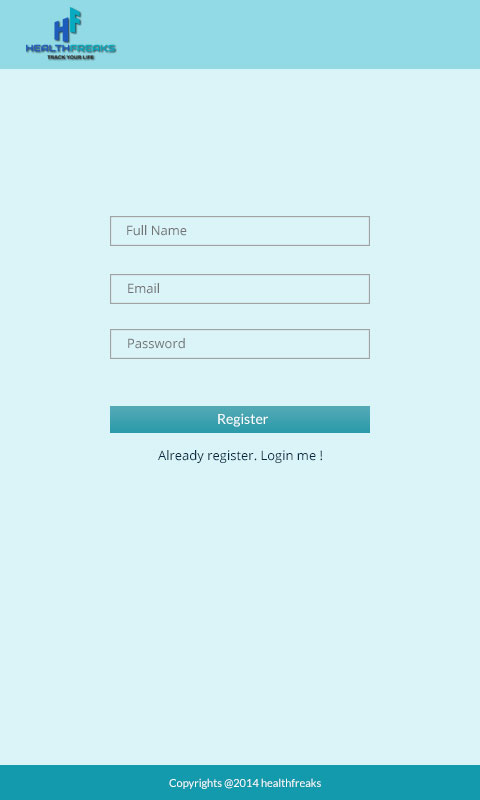 HF
HEALTHFREAKS
TRACK YOUR LIFE
Full Name
Email
Password
Register
Already register. Login me !
Copyrights @2014 healthfreaks